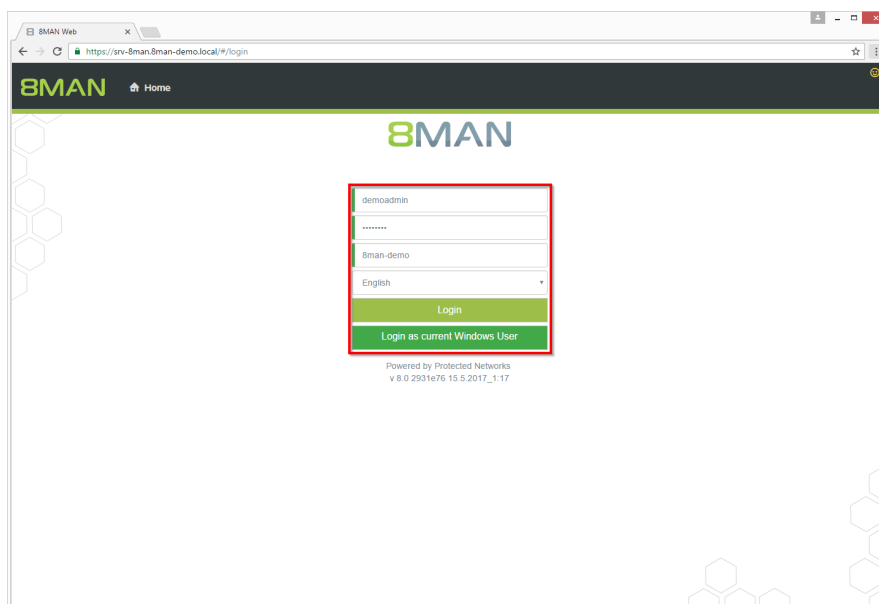 8MAN Web
https://srv-8man.8man-demo.local/#/login
8MAN
Home
8MAN
demoadmin
••••••••
8man-demo
English
Login
Login as current Windows User
Powered by Protected Networks
v 8.0 2931e76 15.5.2017_1:17